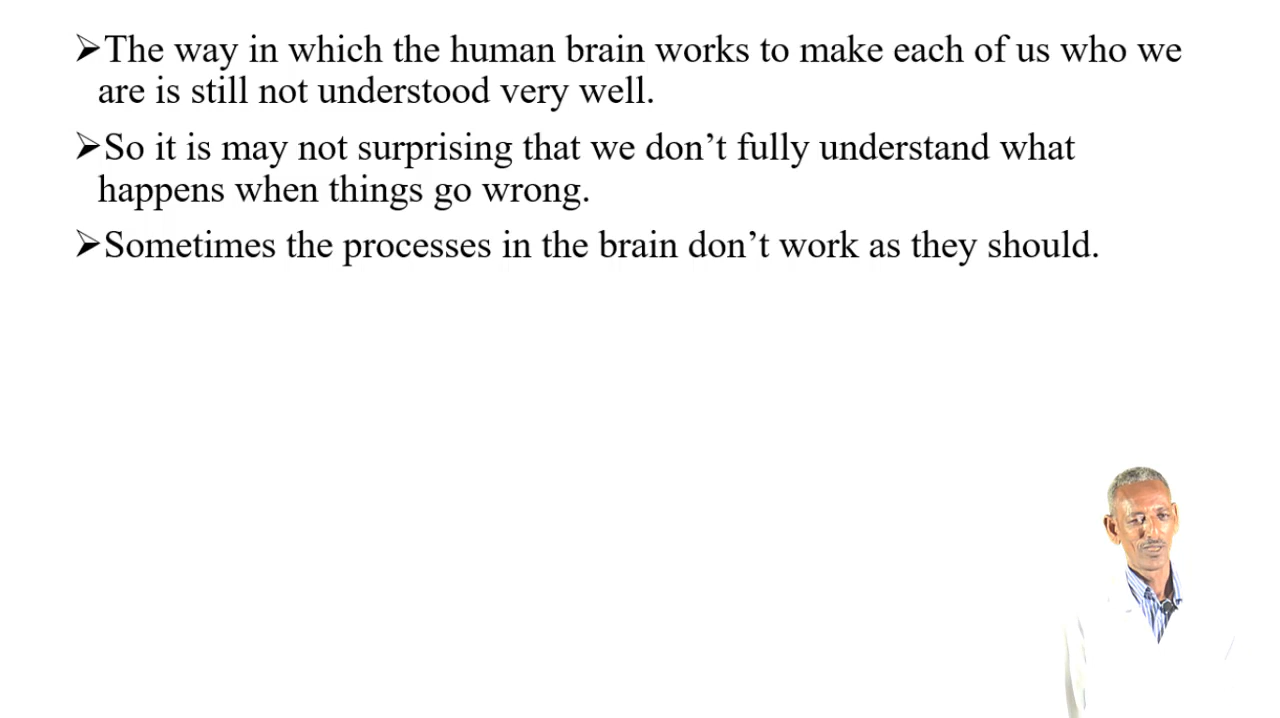 ➢The way in which the human brain works to make each of us who we
are is still not understood very well.
➢So it is may not surprising that we don’t fully understand what
happens when things go wrong.
➢Sometimes the processes in the brain don’t work as they should.